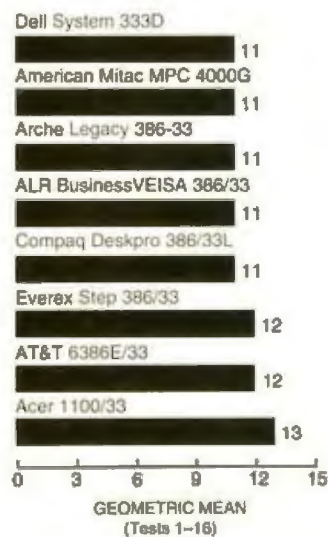 Dell System 333D
11
American Mitac MPC 4000G
11
Arche Legacy 386-33
11
ALR BusinessVEISA 386/33
11
Compaq Deskpro 386/33L
11
Everex Step 386/33
12
AT&T 6386E/33
12
Acer 1100/33
13
0 3 6 9 12 15
GEOMETRIC MEAN
(Tests 1–16)